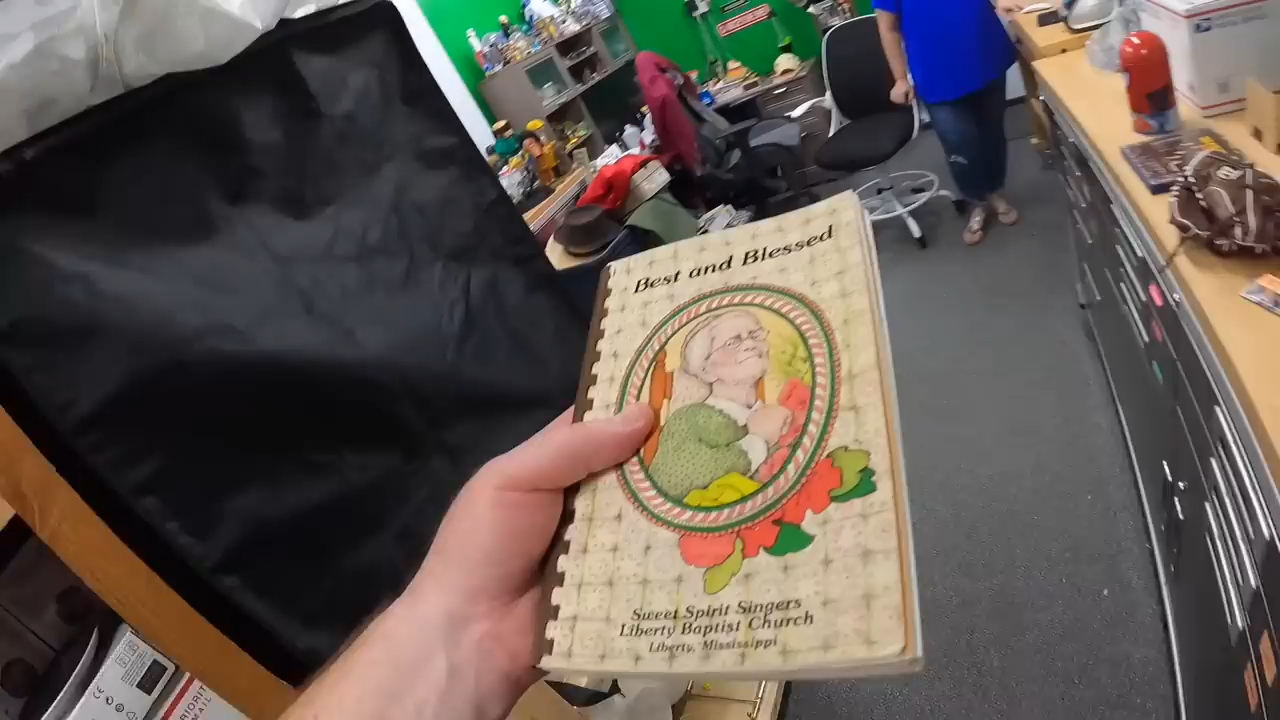 Best and Blessed
Sweet Spirit Singers
Liberty Baptist Church
Liberty, Mississippi